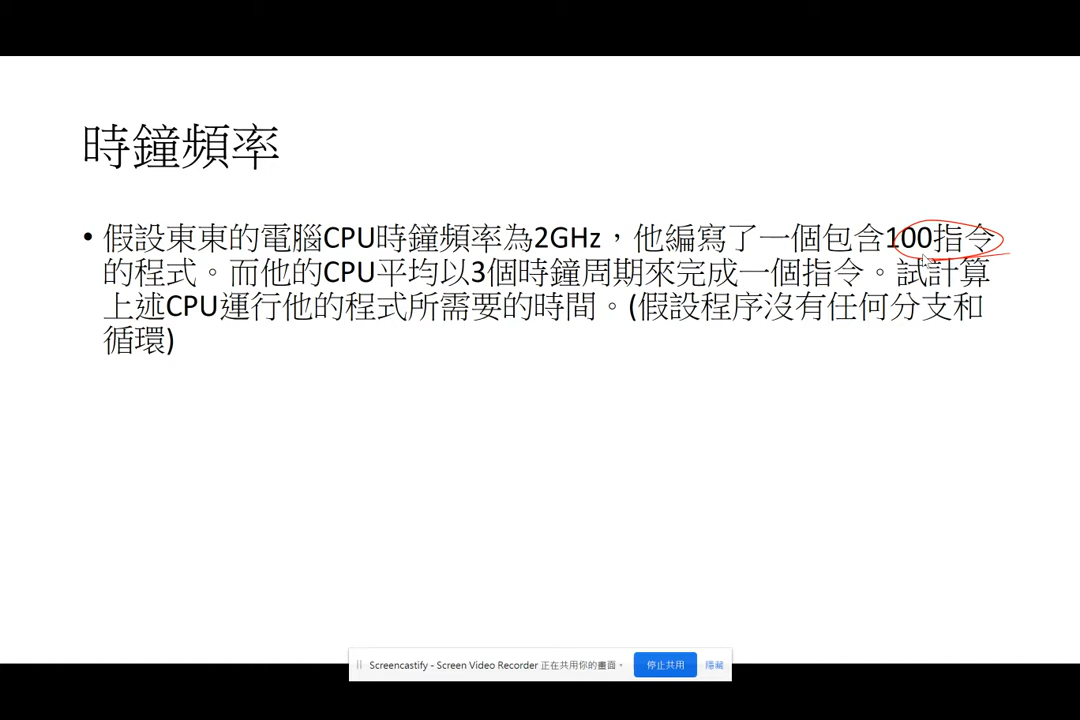 時鐘頻率
• 假設東東的電腦CPU時鐘頻率為2GHz，他編寫了一個包含100指令
的程式。而他的CPU平均以3個時鐘周期來完成一個指令。試計算
上述CPU運行他的程式所需要的時間。(假設程序沒有任何分支和
循環)
Screencastify - Screen Video Recorder 正在共用你的畫面。 停止共用 隱藏